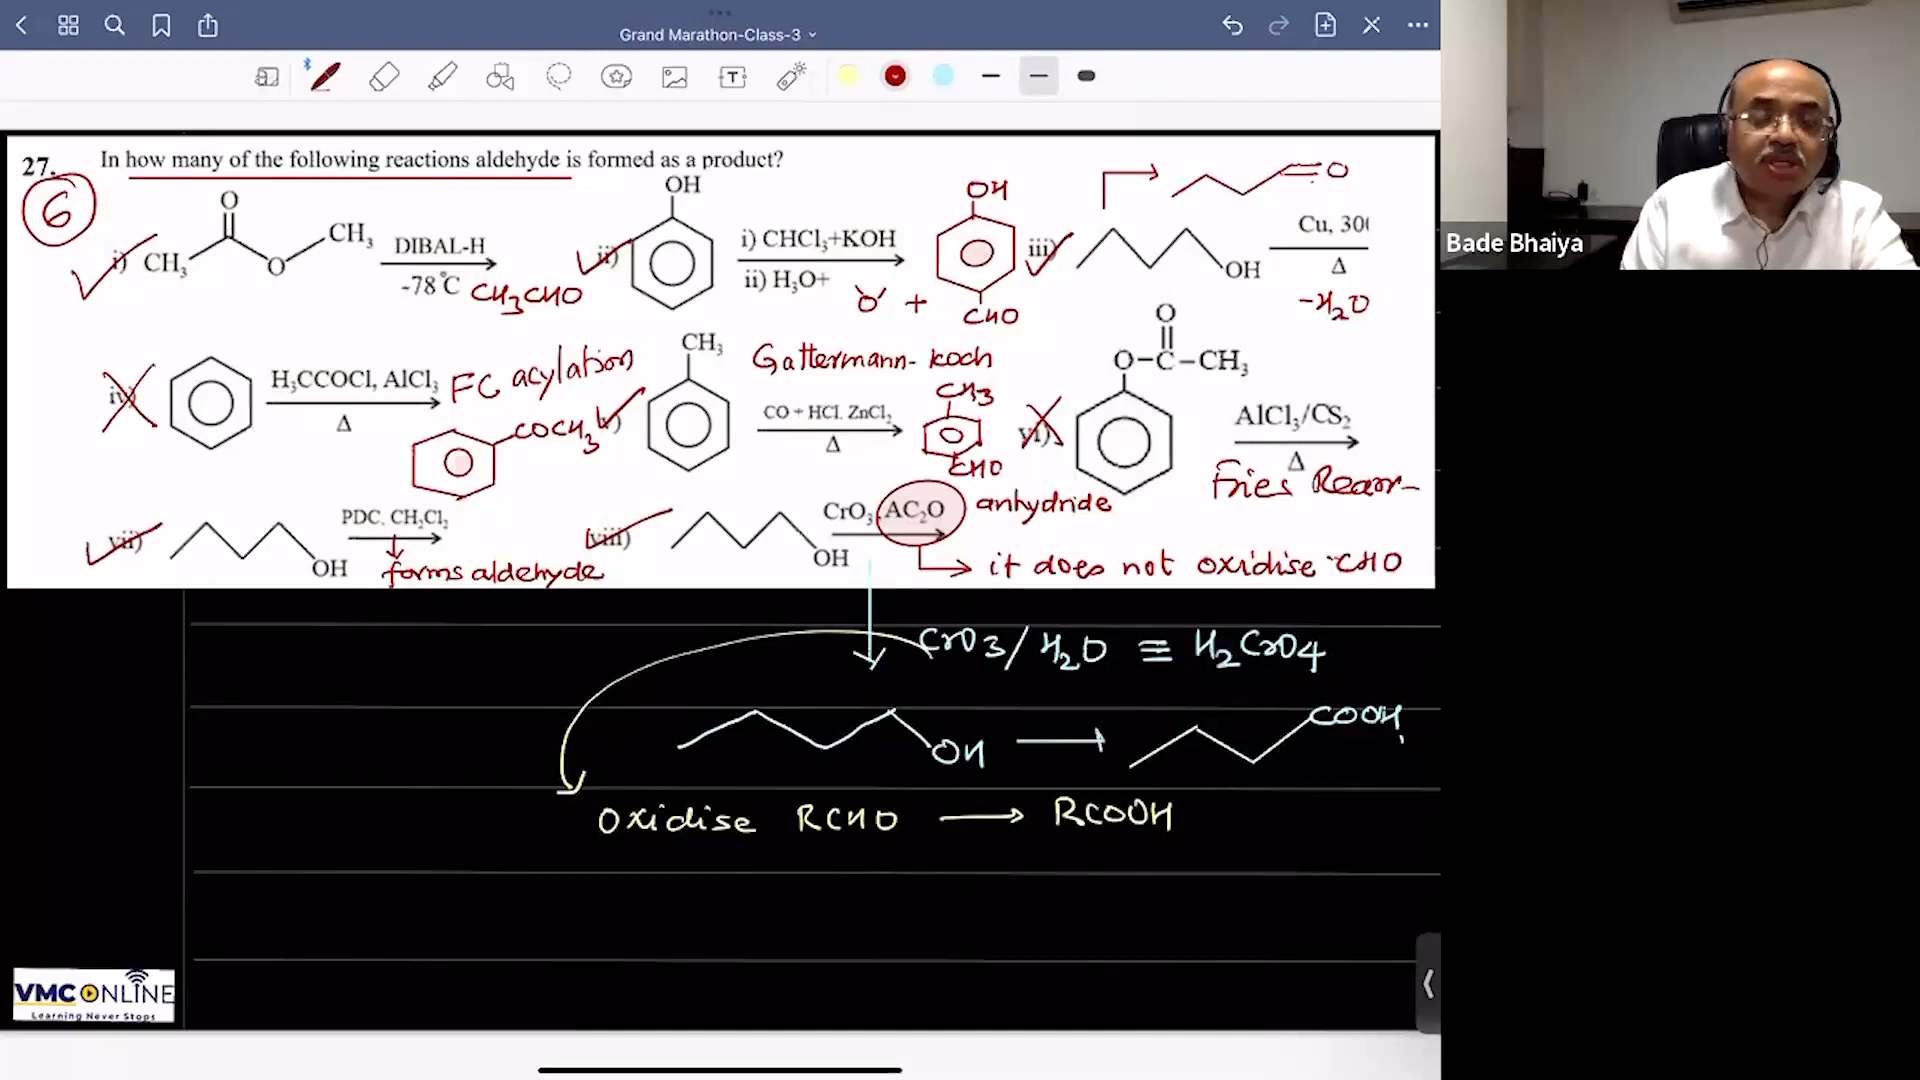 Grand Marathon-Class-3
27. In how many of the following reactions aldehyde is formed as a product?
6
i) CH3 O O CH3 DIBAL-H -78°C CH3CHO
ii) OH i) CHCl3+KOH ii) H3O+ 'o' + OH CHO
iii) OH Cu, 30 Δ -H2O O
iv) H3CCOCl, AlCl3 Δ FC acylation COCH3
v) CH3 CO + HCl, ZnCl2 Δ Gattermann-koch CH3 CHO
vi) O-C-CH3 O AlCl3/CS2 Δ Fries Rearr-
vii) OH PDC, CH2Cl2 forms aldehyde
viii) OH CrO3, AC2O anhydride
it does not oxidise -CHO
CrO3/H2O ≡ H2CrO4
OH → COOH
Oxidise RCHO → RCOOH
Bade Bhaiya
VMC ONLINE
Learning Never Stops